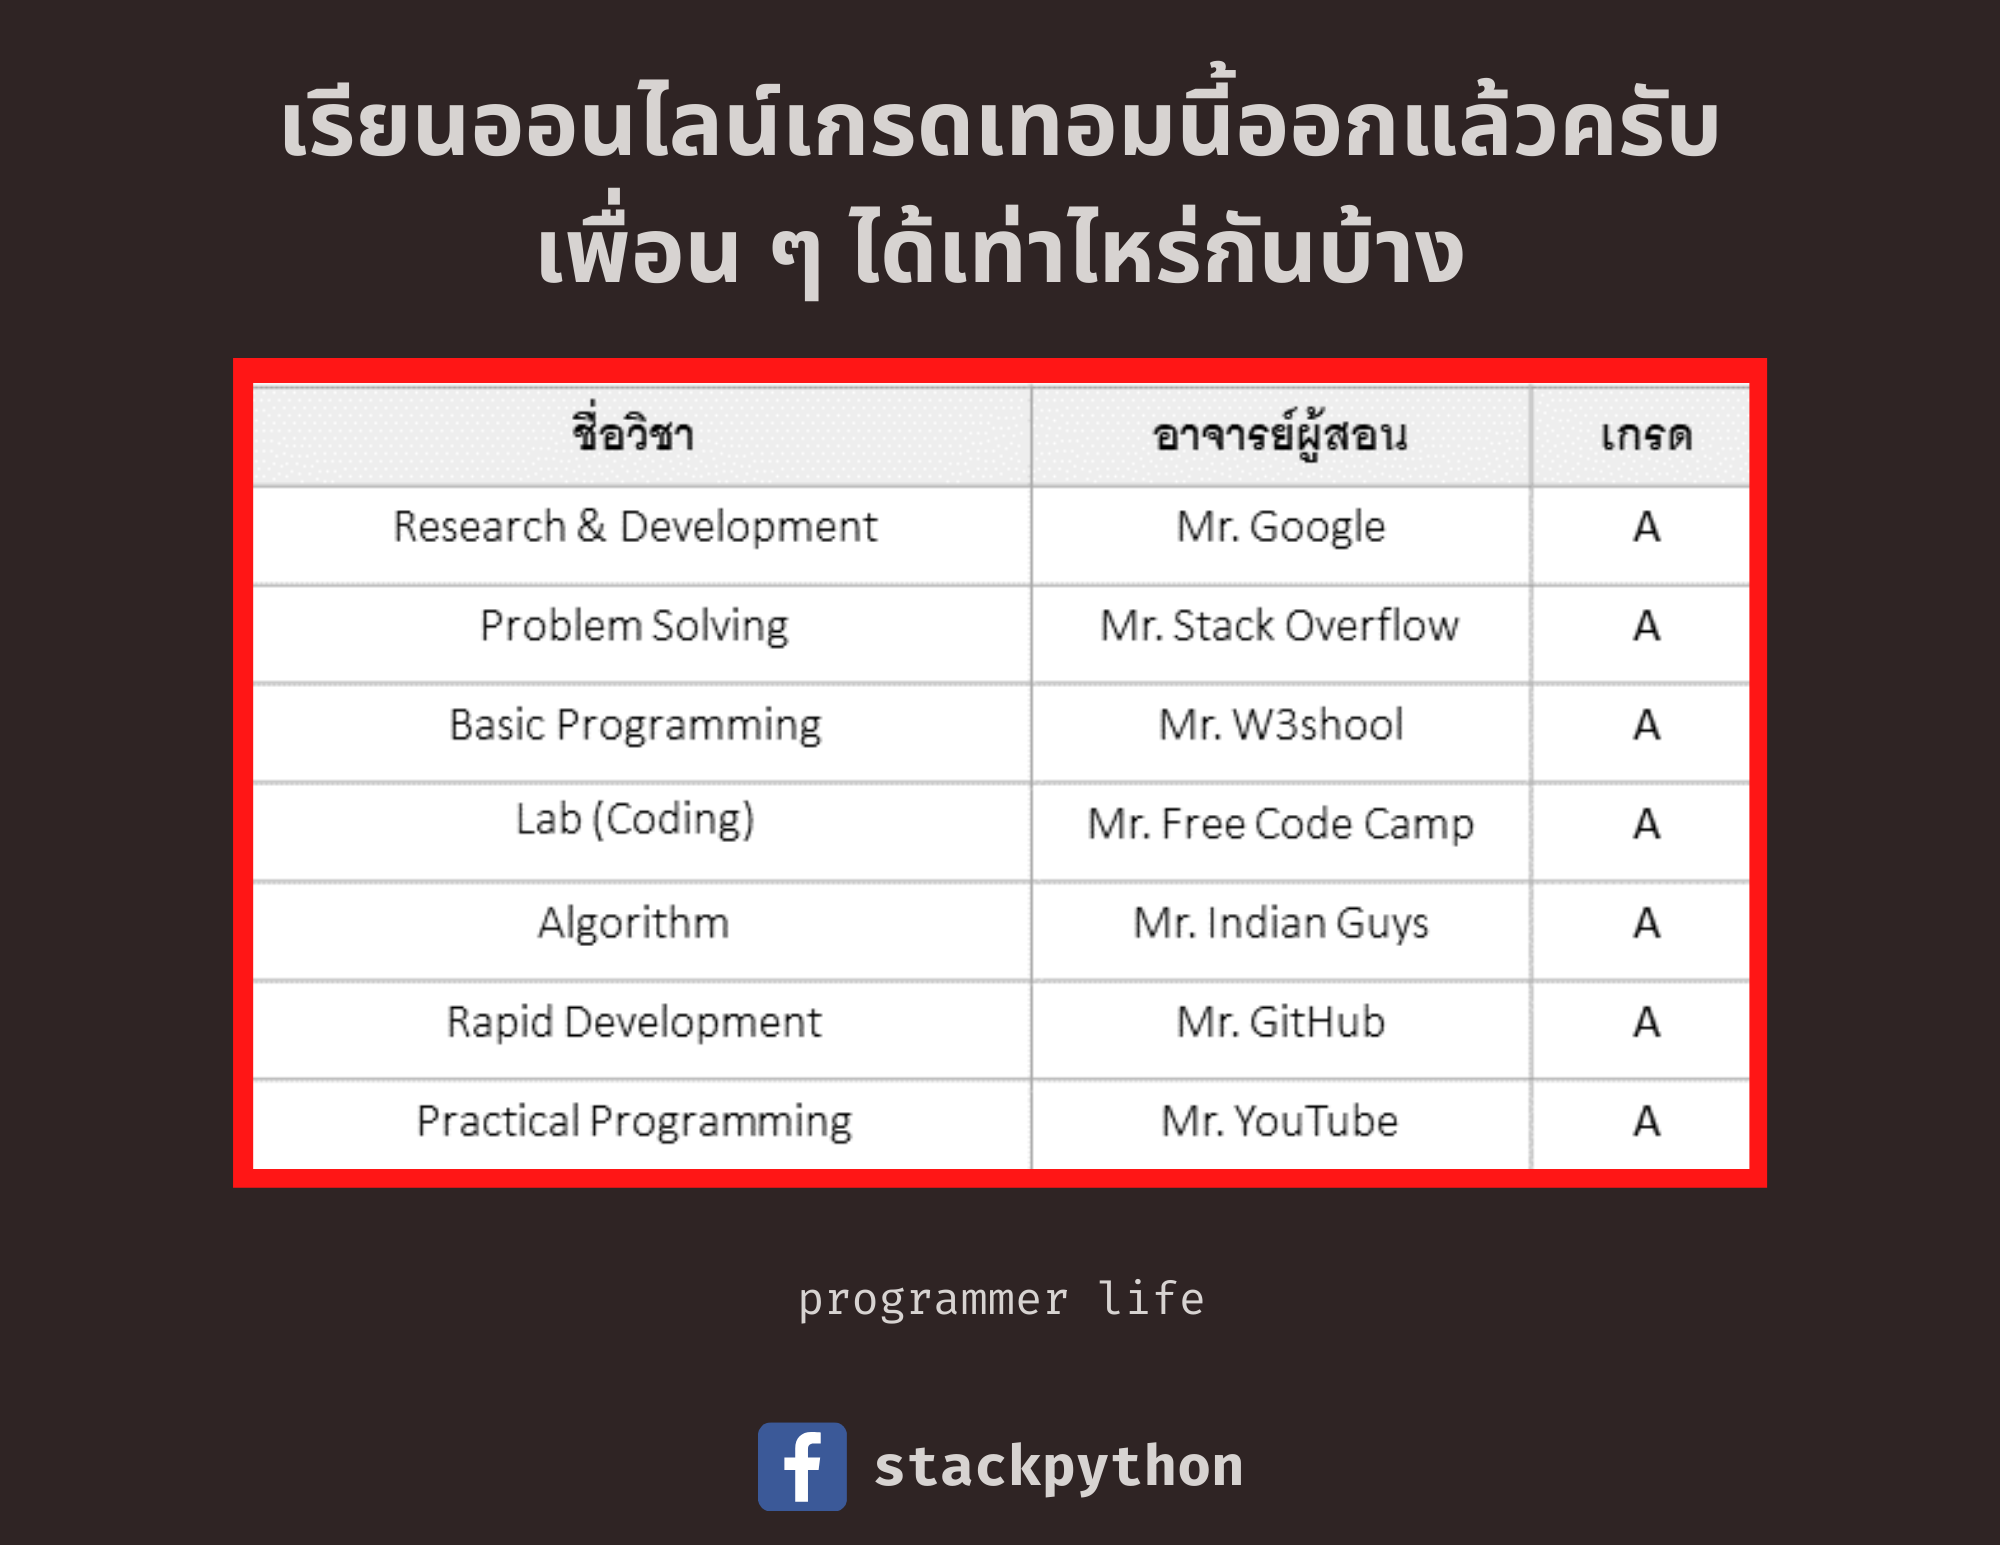 เรียนออนไลน์เกรดเทอมนี้ออกแล้วครับ
เพื่อน ๆ ได้เท่าไหร่กันบ้าง
ชื่อวิชา อาจารย์ผู้สอน เกรด
Research & Development Mr. Google A
Problem Solving Mr. Stack Overflow A
Basic Programming Mr. W3shool A
Lab (Coding) Mr. Free Code Camp A
Algorithm Mr. Indian Guys A
Rapid Development Mr. GitHub A
Practical Programming Mr. YouTube A
programmer life
stackpython